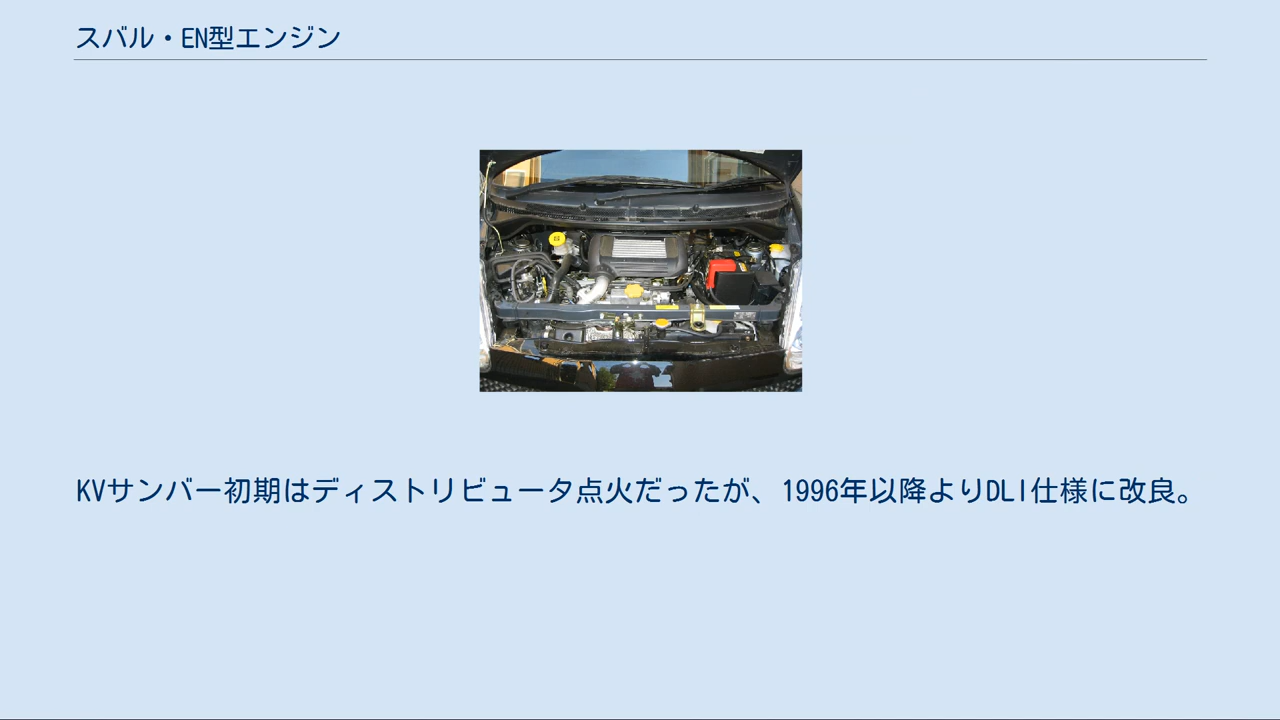 スバル・EN型エンジン
KVサンバー初期はディストリビュータ点火だったが、1996年以降よりDLI仕様に改良。